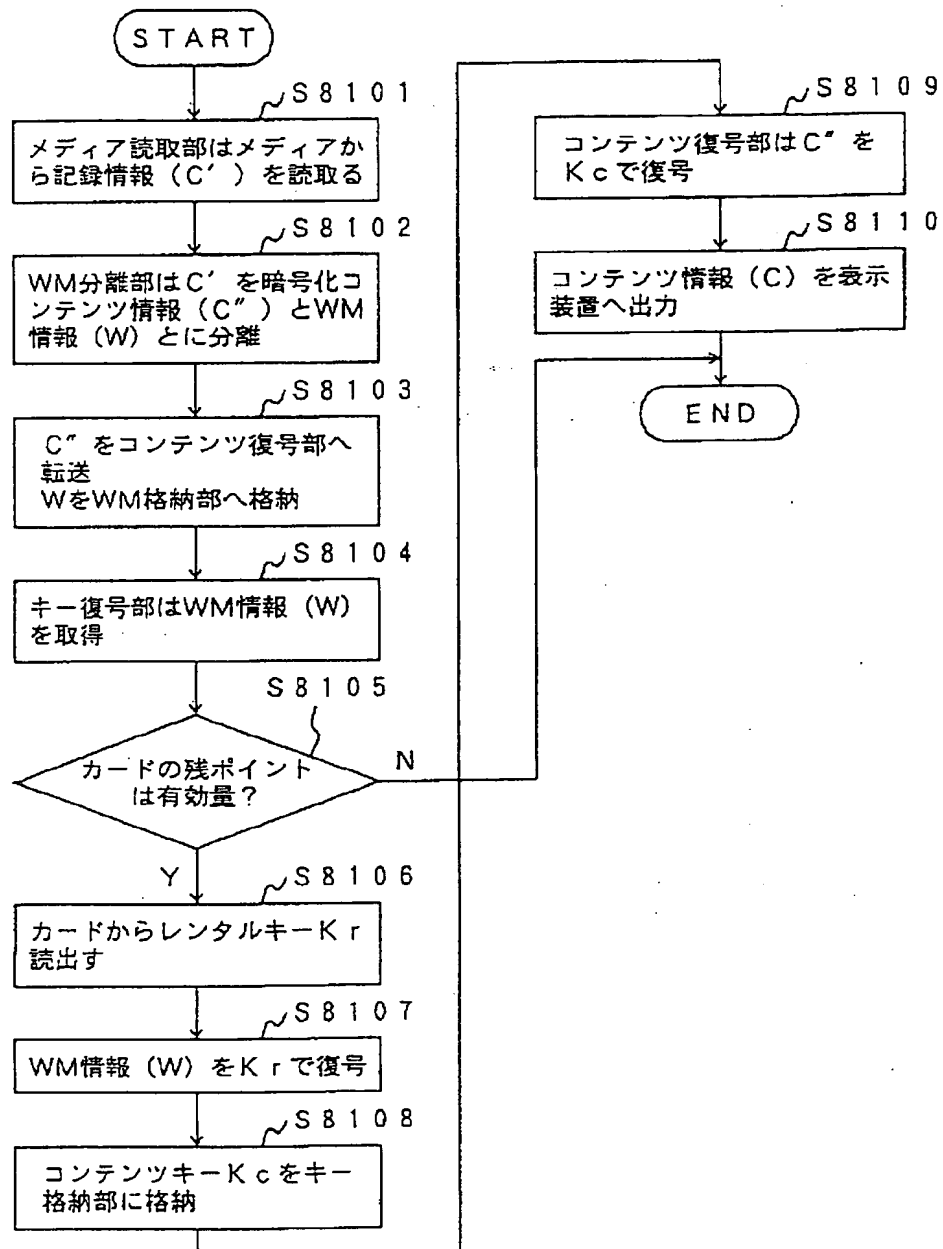 START
S8101
メディア読取部はメディアか
ら記録情報（C′）を読取る
S8102
WM分離部はC′を暗号化コ
ンテンツ情報（C″）とWM
情報（W）とに分離
S8103
C″をコンテンツ復号部へ
転送
WをWM格納部へ格納
S8104
キー復号部はWM情報（W）
を取得
S8105
カードの残ポイント
は有効量？
N
Y
S8106
カードからレンタルキーKr
読出す
S8107
WM情報（W）をKrで復号
S8108
コンテンツキーKcをキー
格納部に格納
S8109
コンテンツ復号部はC″を
Kcで復号
S8110
コンテンツ情報（C）を表示
装置へ出力
END